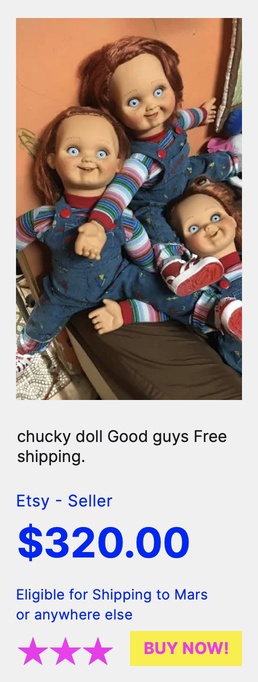 chucky doll Good guys Free
shipping.
Etsy - Seller
$320.00
Eligible for Shipping to Mars
or anywhere else
BUY NOW!